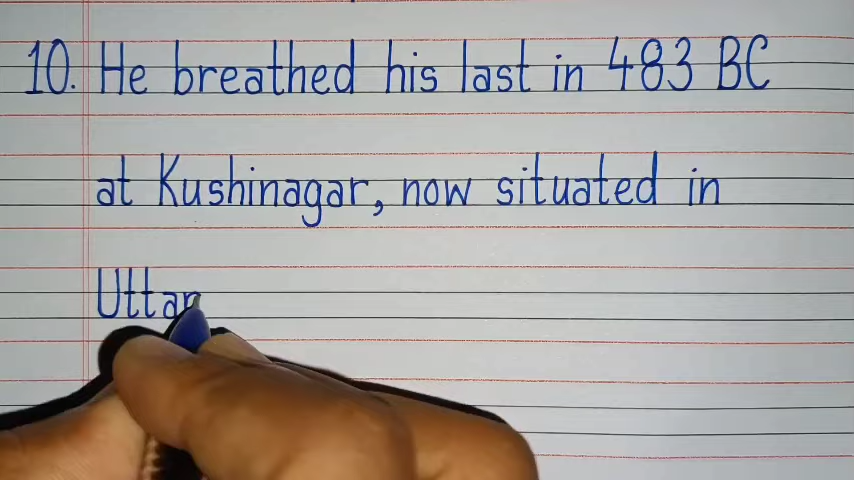 10. He breathed his last in 483 BC
at Kushinagar, now situated in
Uttar